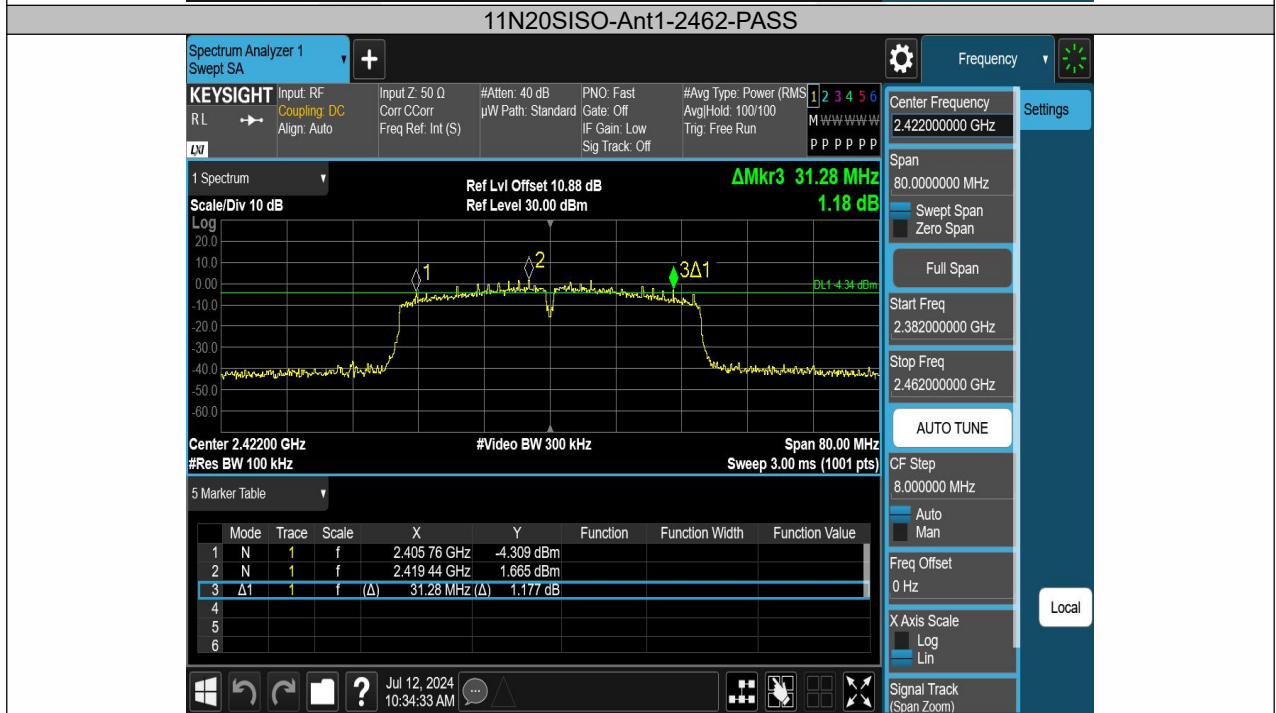 11N20SISO-Ant1-2462-PASS
Spectrum Analyzer 1
Swept SA
+
Frequency
KEYSIGHT
RL
LXI
Input: RF
Coupling: DC
Align: Auto
Input Z: 50 Ω
Corr CCorr
Freq Ref: Int (S)
#Atten: 40 dB
µW Path: Standard
PNO: Fast
Gate: Off
IF Gain: Low
Sig Track: Off
#Avg Type: Power (RMS
Avg|Hold: 100/100
Trig: Free Run
1 2 3 4 5 6
M W W W W W
P P P P P P
1 Spectrum
Scale/Div 10 dB
Ref Lvl Offset 10.88 dB
Ref Level 30.00 dBm
ΔMkr3 31.28 MHz
1.18 dB
Log
20.0
10.0
0.00
-10.0
-20.0
-30.0
-40.0
-50.0
-60.0
1
2
3Δ1
DL1 -4.34 dBm
Center 2.42200 GHz
#Video BW 300 kHz
Span 80.00 MHz
#Res BW 100 kHz
Sweep 3.00 ms (1001 pts)
5 Marker Table
Mode Trace Scale X Y Function Function Width Function Value
1 N 1 f 2.405 76 GHz -4.309 dBm
2 N 1 f 2.419 44 GHz 1.665 dBm
3 Δ1 1 f (Δ) 31.28 MHz (Δ) 1.177 dB
4
5
6
Center Frequency
2.422000000 GHz
Settings
Span
80.0000000 MHz
Swept Span
Zero Span
Full Span
Start Freq
2.382000000 GHz
Stop Freq
2.462000000 GHz
AUTO TUNE
CF Step
8.000000 MHz
Auto
Man
Freq Offset
0 Hz
X Axis Scale
Log
Lin
Local
Signal Track
(Span Zoom)
?
Jul 12, 2024
10:34:33 AM